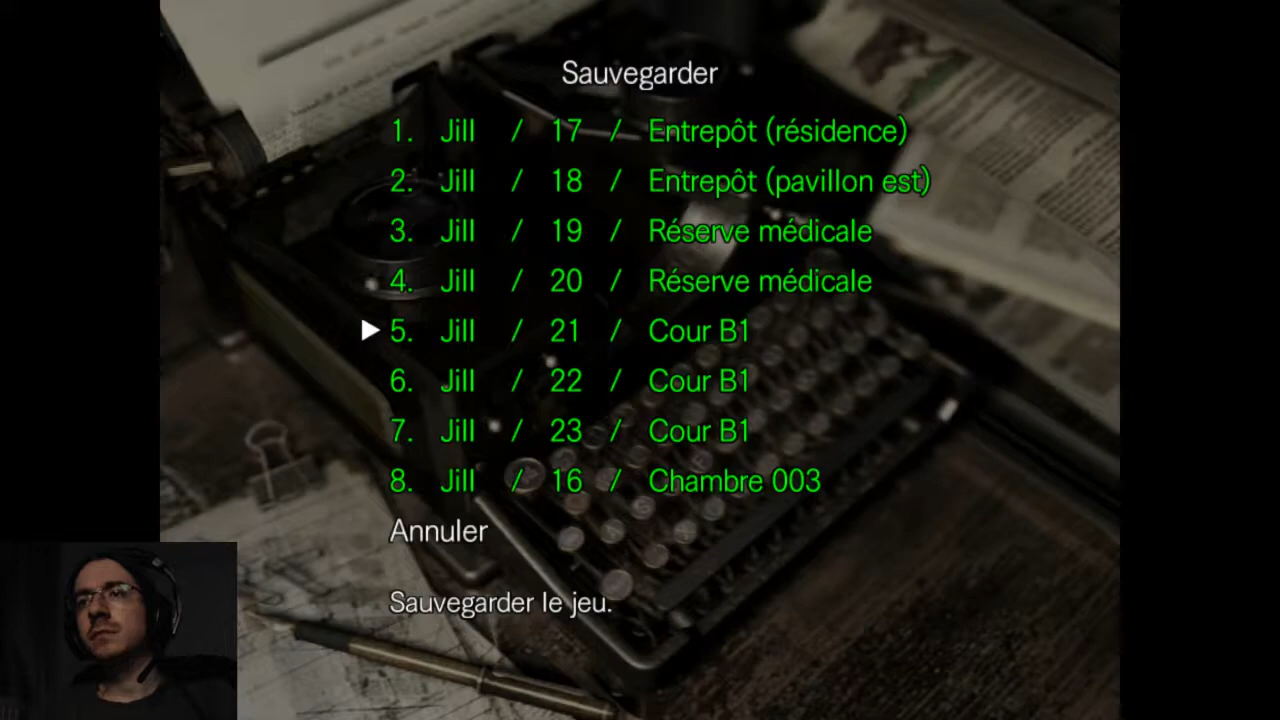 Sauvegarder
1. Jill / 17 / Entrepôt (résidence)
2. Jill / 18 / Entrepôt (pavillon est)
3. Jill / 19 / Réserve médicale
4. Jill / 20 / Réserve médicale
5. Jill / 21 / Cour B1
6. Jill / 22 / Cour B1
7. Jill / 23 / Cour B1
8. Jill / 16 / Chambre 003
Annuler
Sauvegarder le jeu.